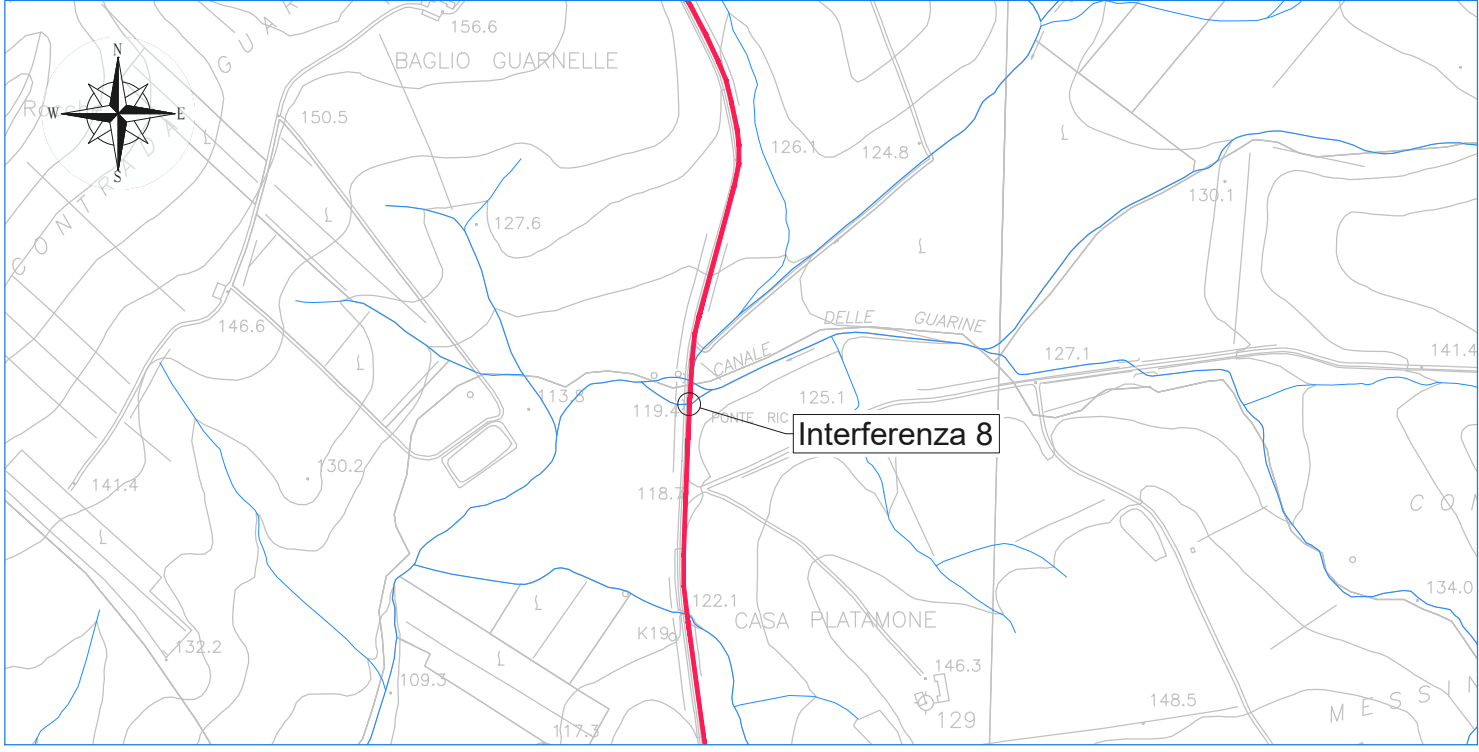 156.6
BAGLIO GUARNELLE
CONTRADA GUAR
N
W
E
S
150.5
126.1
124.8
130.1
127.6
146.6
CANALE DELLE GUARINE
127.1
141.4
113.8
119.4
PONTE RIC
125.1
Interferenza 8
130.2
141.4
118.7
CON
134.0
122.1
CASA PLATAMONE
K19
132.2
146.3
109.3
129
148.5
MESSIN
117.3